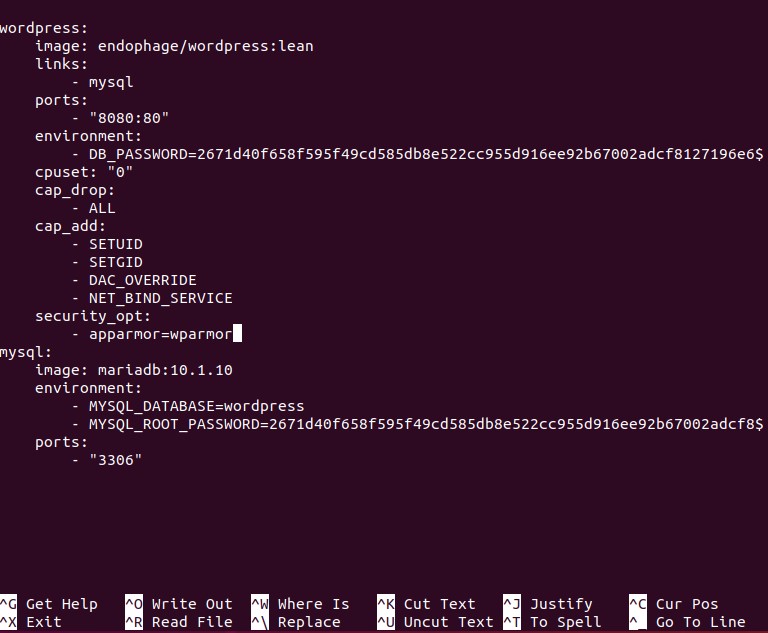 wordpress:
    image: endophage/wordpress:lean
    links:
        - mysql
    ports:
        - "8080:80"
    environment:
        - DB_PASSWORD=2671d40f658f595f49cd585db8e522cc955d916ee92b67002adcf8127196e6$
    cpuset: "0"
    cap_drop:
        - ALL
    cap_add:
        - SETUID
        - SETGID
        - DAC_OVERRIDE
        - NET_BIND_SERVICE
    security_opt:
        - apparmor=wparmor
mysql:
    image: mariadb:10.1.10
    environment:
        - MYSQL_DATABASE=wordpress
        - MYSQL_ROOT_PASSWORD=2671d40f658f595f49cd585db8e522cc955d916ee92b67002adcf8$
    ports:
        - "3306"
^G Get Help   ^O Write Out  ^W Where Is   ^K Cut Text   ^J Justify    ^C Cur Pos
^X Exit       ^R Read File  ^\ Replace    ^U Uncut Text ^T To Spell   ^_ Go To Line